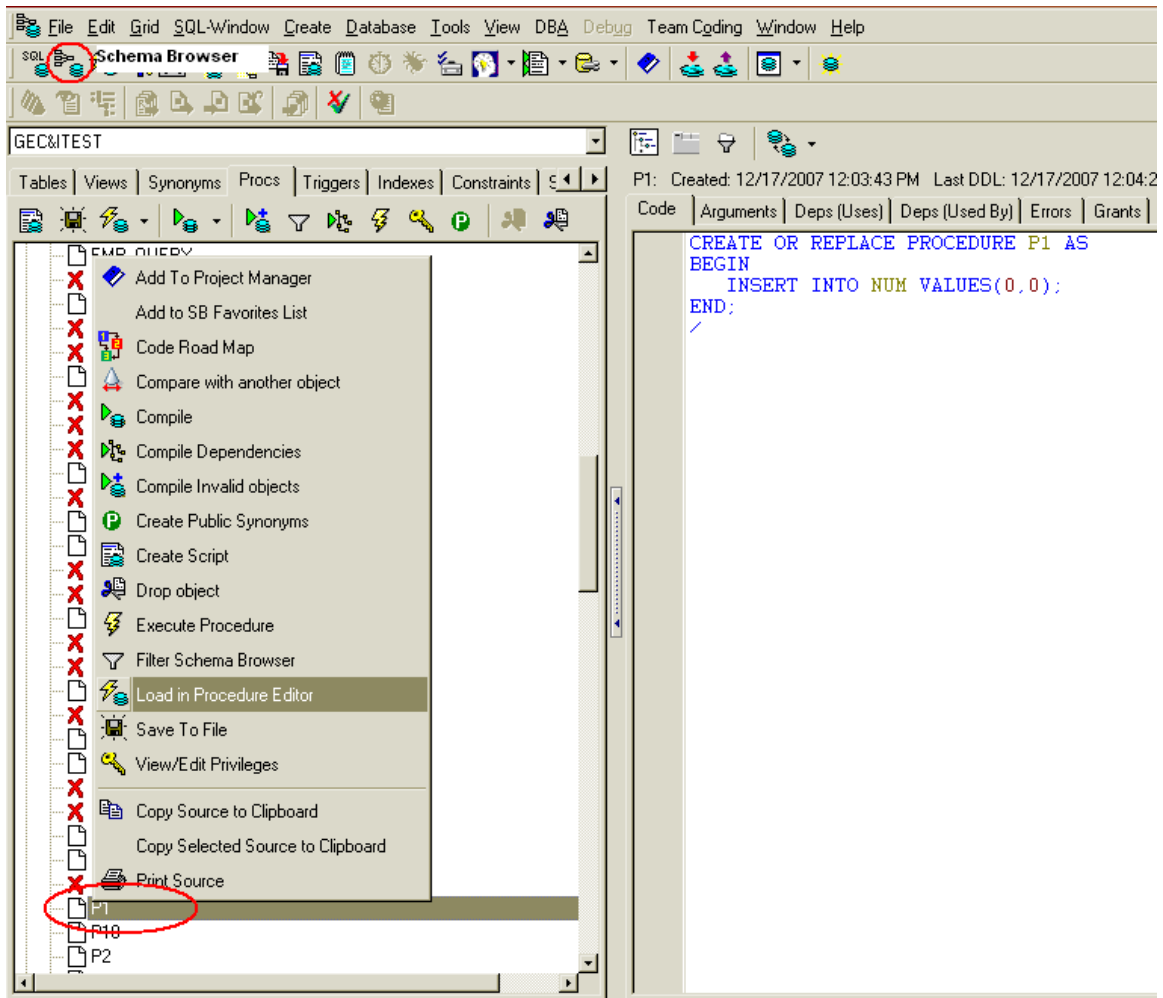 File Edit Grid SQL-Window Create Database Tools View DBA Debug Team Coding Window Help
SQL Schema Browser
GEC&ITEST
Tables Views Synonyms Procs Triggers Indexes Constraints S
P1: Created: 12/17/2007 12:03:43 PM Last DDL: 12/17/2007 12:04:2
Code Arguments Deps (Uses) Deps (Used By) Errors Grants
EMP_QUERY
Add To Project Manager
Add to SB Favorites List
Code Road Map
Compare with another object
Compile
Compile Dependencies
Compile Invalid objects
Create Public Synonyms
Create Script
Drop object
Execute Procedure
Filter Schema Browser
Load in Procedure Editor
Save To File
View/Edit Privileges
Copy Source to Clipboard
Copy Selected Source to Clipboard
Print Source
P1
P10
P2
CREATE OR REPLACE PROCEDURE P1 AS
BEGIN
INSERT INTO NUM VALUES(0,0);
END;
/